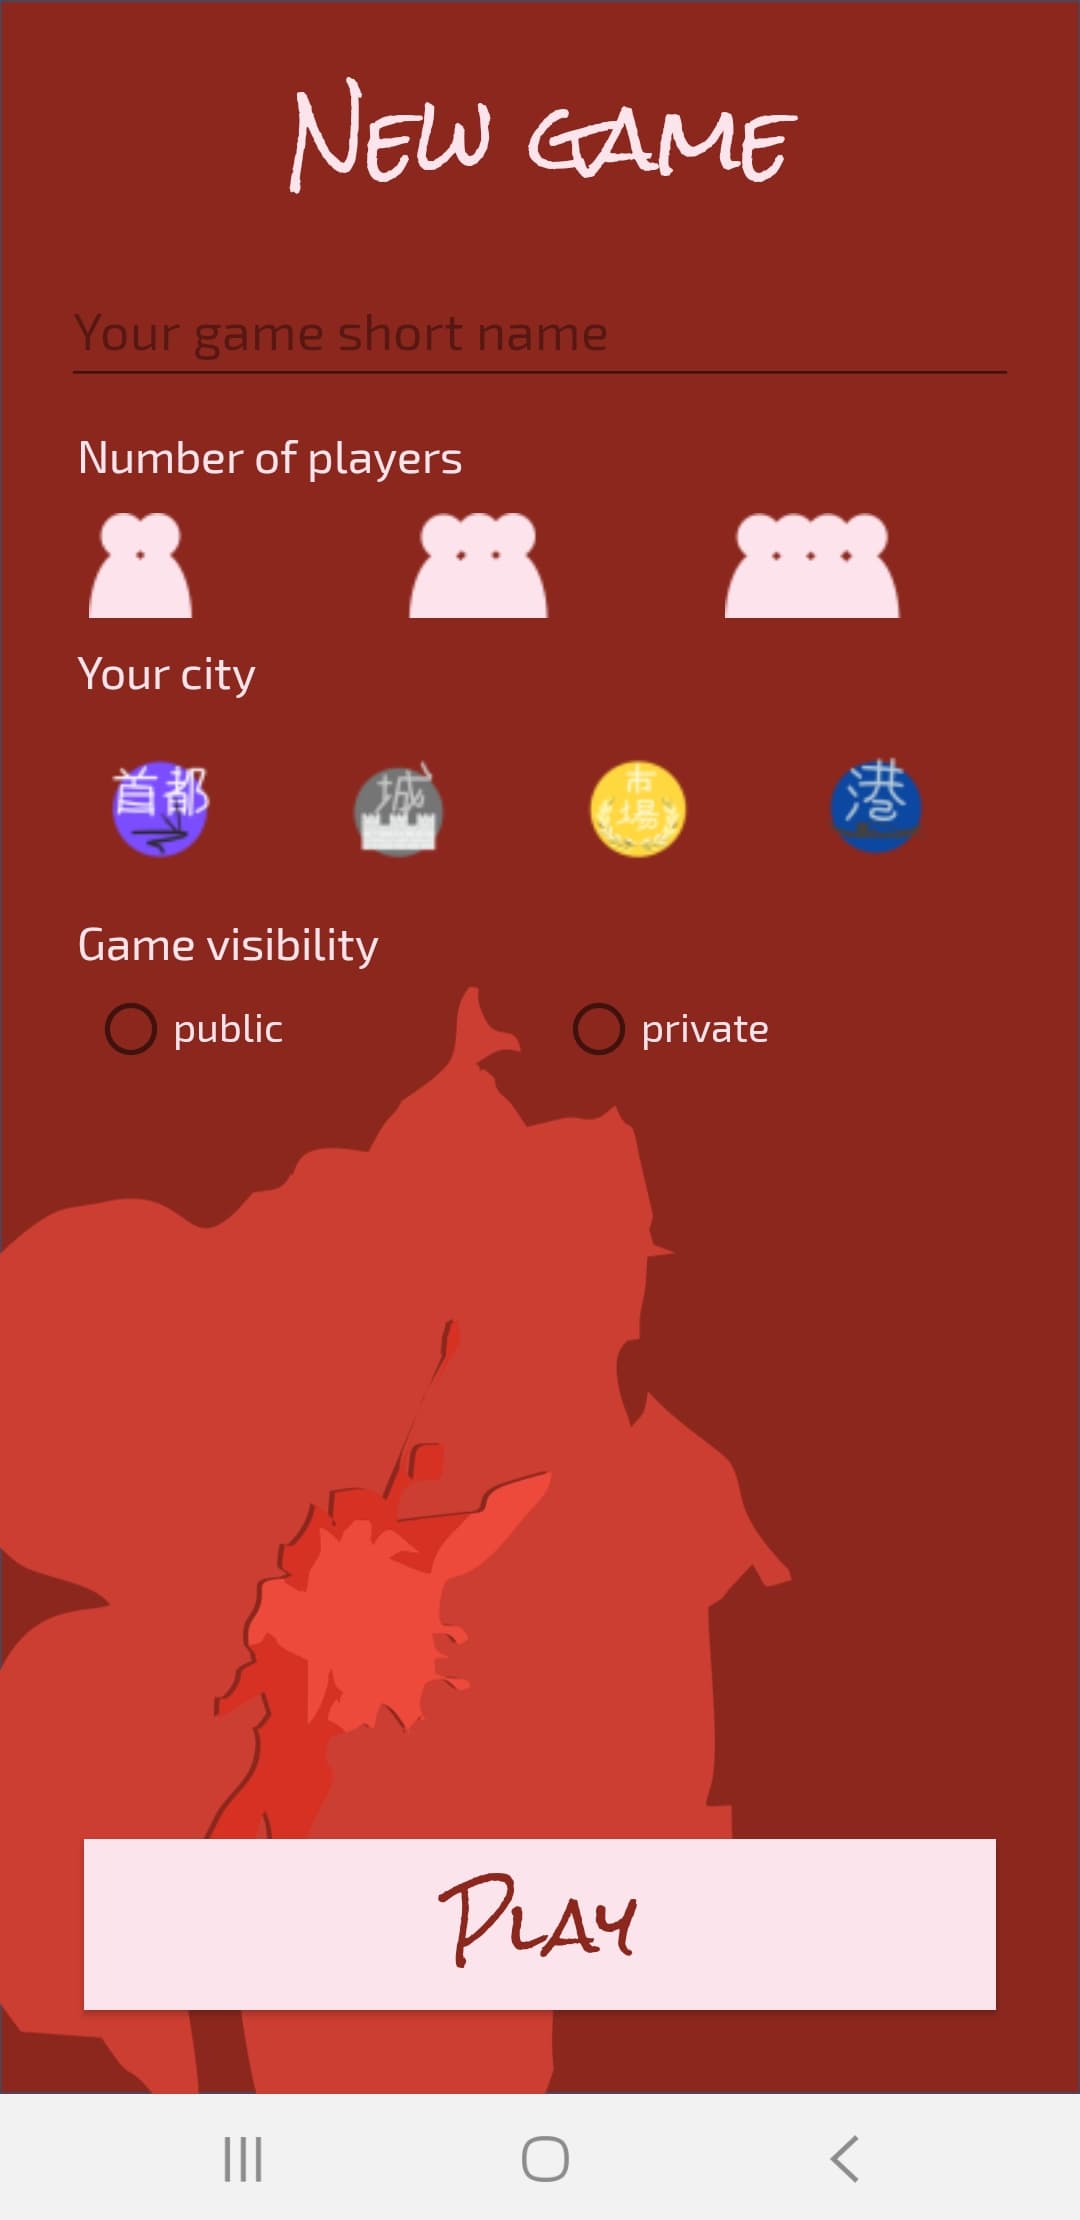 New game
Your game short name
Number of players
Your city
首都 城 市場 港
Game visibility
public private
Play